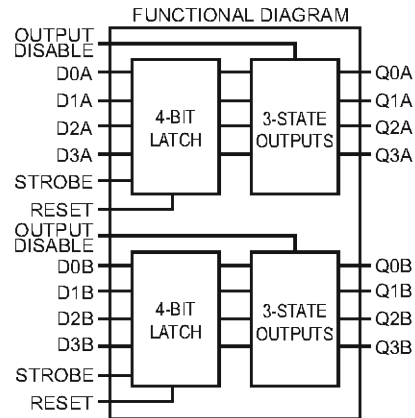 FUNCTIONAL DIAGRAM
OUTPUT
DISABLE
D0A
D1A
D2A
D3A
STROBE
RESET
4-BIT
LATCH
3-STATE
OUTPUTS
Q0A
Q1A
Q2A
Q3A
OUTPUT
DISABLE
D0B
D1B
D2B
D3B
STROBE
RESET
4-BIT
LATCH
3-STATE
OUTPUTS
Q0B
Q1B
Q2B
Q3B